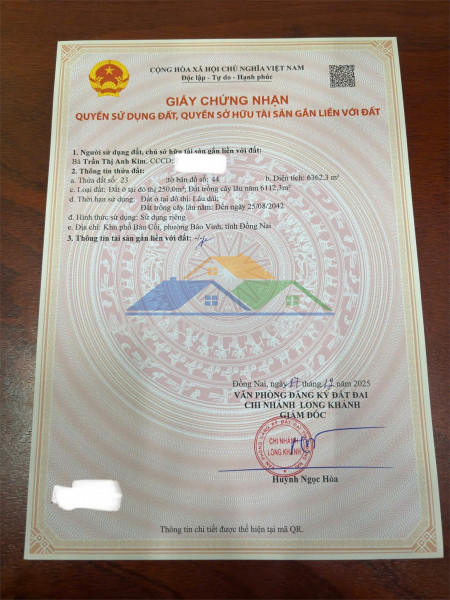 CỘNG HÒA XÃ HỘI CHỦ NGHĨA VIỆT NAM
Độc lập - Tự do - Hạnh phúc
GIẤY CHỨNG NHẬN
QUYỀN SỬ DỤNG ĐẤT, QUYỀN SỞ HỮU TÀI SẢN GẮN LIỀN VỚI ĐẤT
1. Người sử dụng đất, chủ sở hữu tài sản gắn liền với đất:
Bà Trần Thị Anh Kim, CCCD:
2. Thông tin thửa đất:
a. Thửa đất số: 23 tờ bản đồ số: 44 b. Diện tích: 6362,3 m²
c. Loại đất: Đất ở tại đô thị 250,0m²; Đất trồng cây lâu năm 6112,3m²
d. Thời hạn sử dụng: Đất ở tại đô thị: Lâu dài;
Đất trồng cây lâu năm: Đến ngày 25/08/2042
đ. Hình thức sử dụng: Sử dụng riêng
e. Địa chỉ: Khu phố Bàu Cối, phường Bảo Vinh, tỉnh Đồng Nai
3. Thông tin tài sản gắn liền với đất: -/-
Đồng Nai, ngày 17 tháng 12 năm 2025
VĂN PHÒNG ĐĂNG KÝ ĐẤT ĐAI
CHI NHÁNH LONG KHÁNH
GIÁM ĐỐC
CHI NHÁNH
LONG KHÁNH
Huỳnh Ngọc Hòa
Thông tin chi tiết được thể hiện tại mã QR.